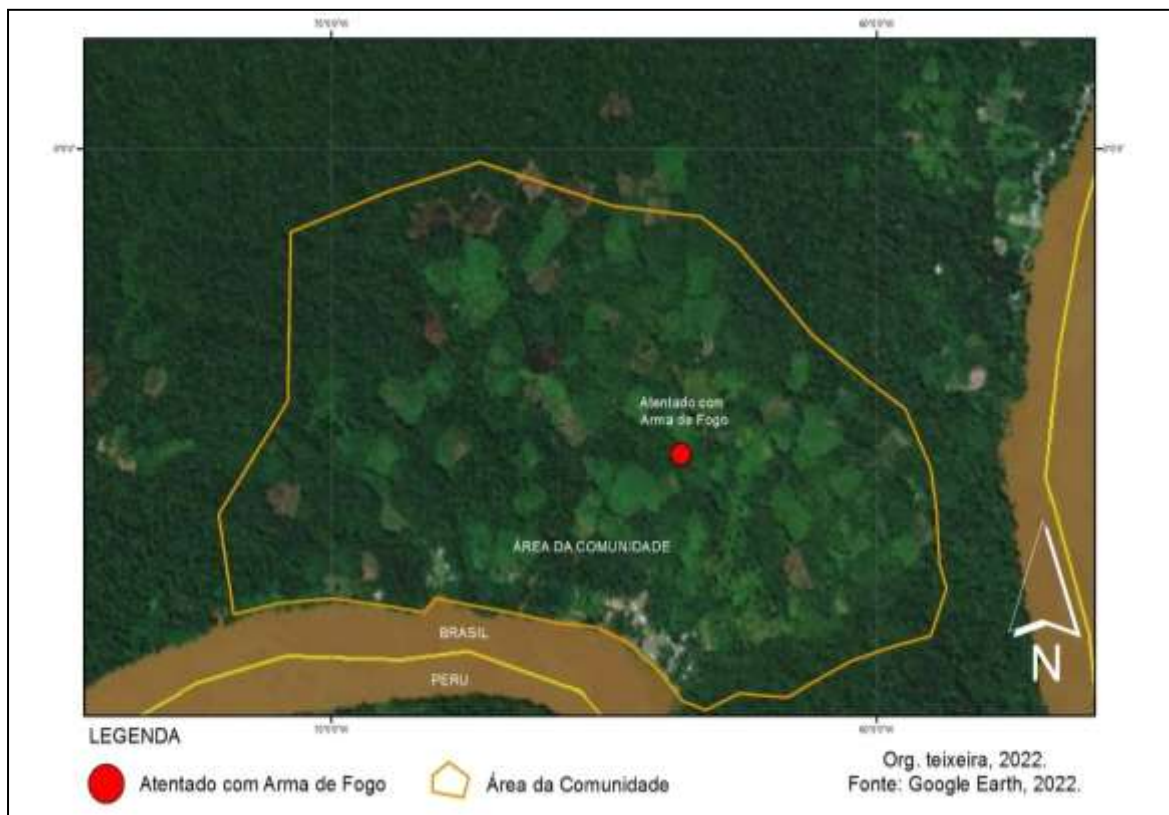 Atentado com
Arma de Fogo
ÁREA DA COMUNIDADE
BRASIL
PERU
N
LEGENDA
Atentado com Arma de Fogo
Área da Comunidade
Org. teixeira, 2022.
Fonte: Google Earth, 2022.